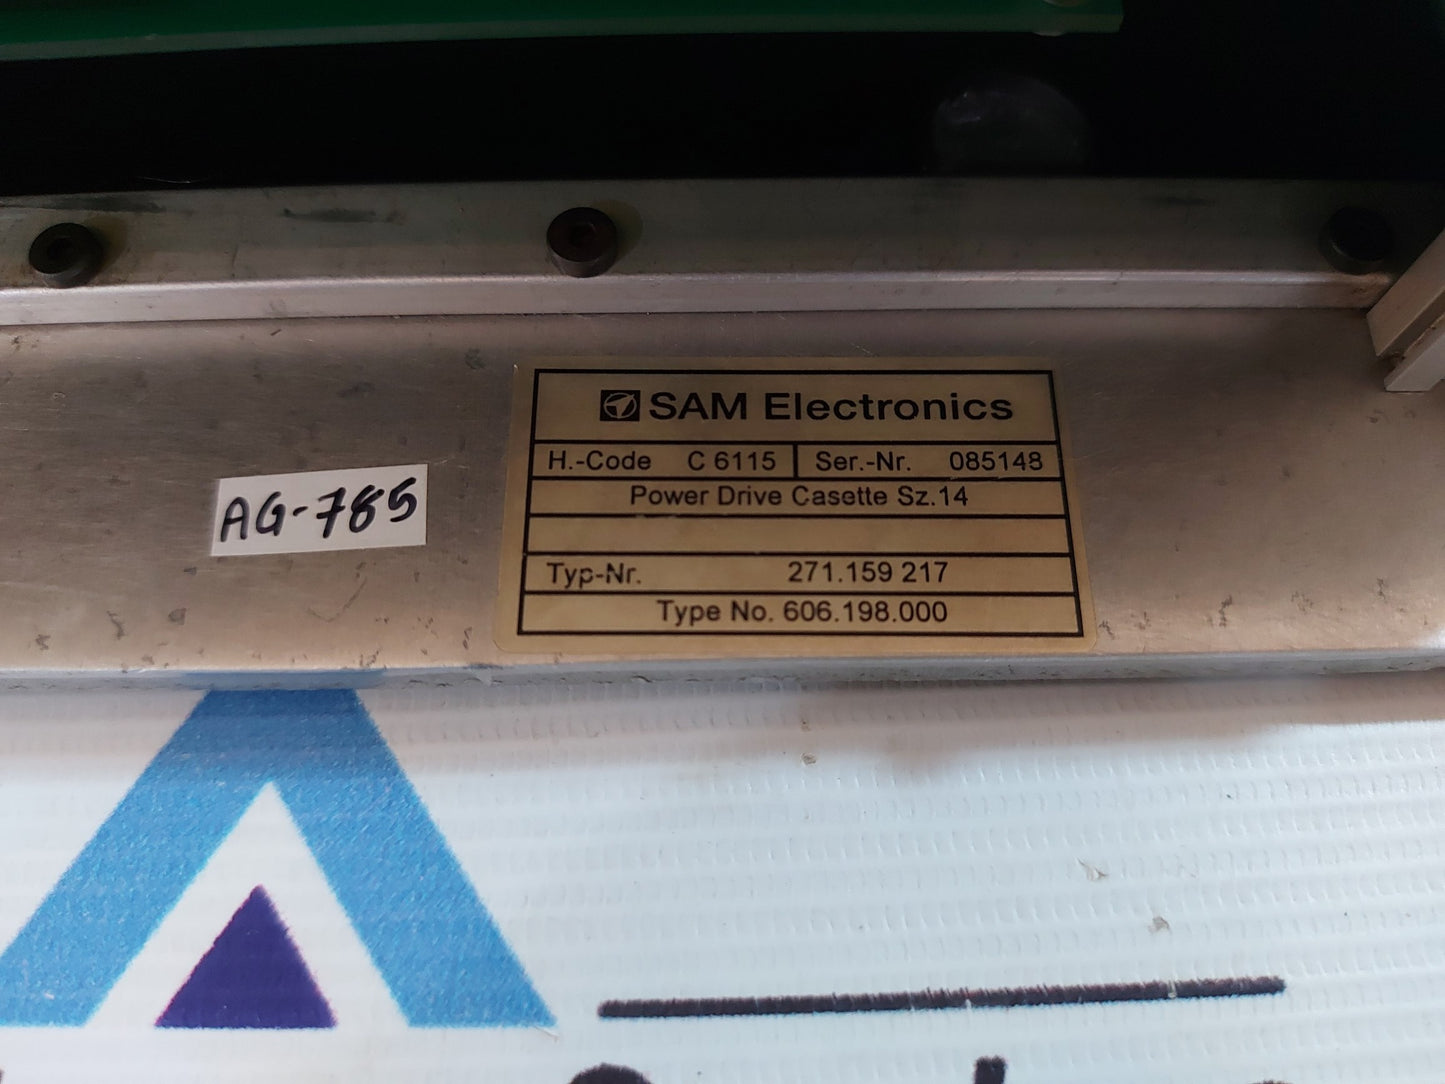 SAM Electronics
H.-Code C 6115 Ser.-Nr. 085148
Power Drive Casette Sz.14
Typ-Nr. 271.159 217
Type No. 606.198.000
AG-785